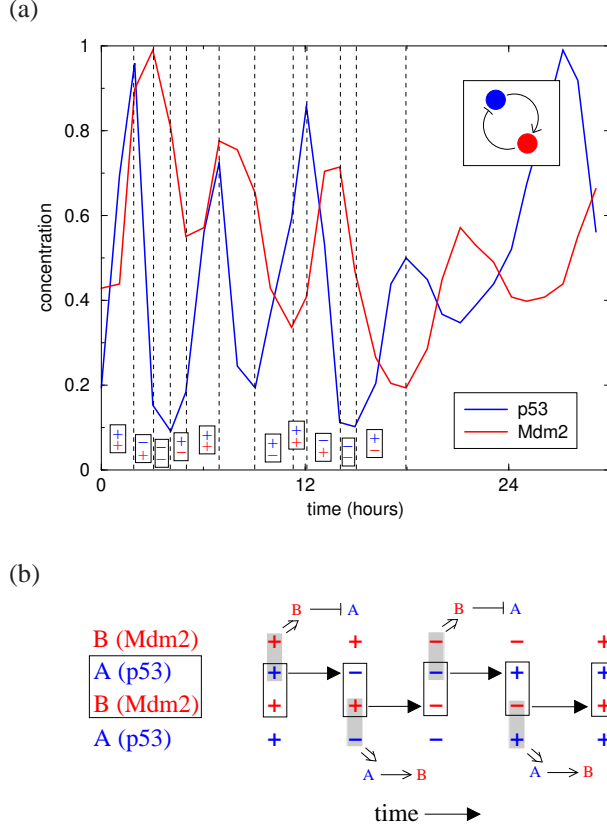 (a)
1
0.8
0.6
0.4
0.2
0
concentration
+ − − + + + + − − +
+ + − − + − + + − −
p53
Mdm2
0 12 24
time (hours)
(b)
B A B A
B (Mdm2) + + − − +
A (p53) + − − + +
B (Mdm2) + + − − +
A (p53) + − − + +
A B A B
time